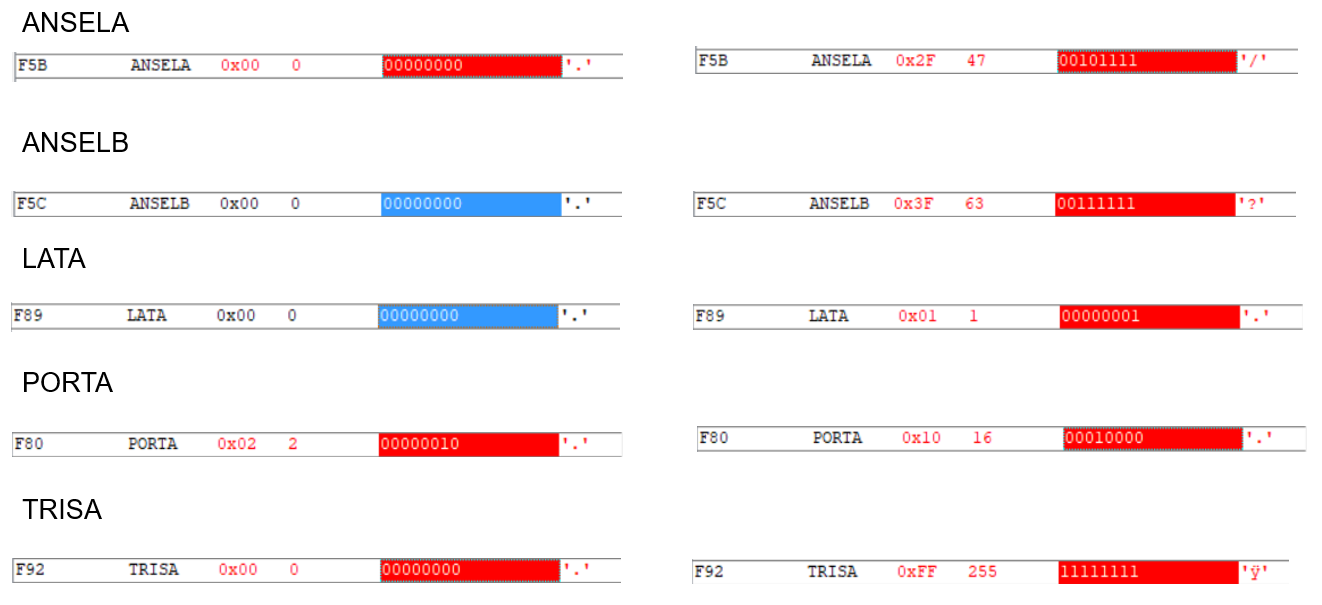 ANSELA
F5B ANSELA 0x00 0 00000000 '.'
F5B ANSELA 0x2F 47 00101111 '/'
ANSELB
F5C ANSELB 0x00 0 00000000 '.'
F5C ANSELB 0x3F 63 00111111 '?'
LATA
F89 LATA 0x00 0 00000000 '.'
F89 LATA 0x01 1 00000001 '.'
PORTA
F80 PORTA 0x02 2 00000010 '.'
F80 PORTA 0x10 16 00010000 '.'
TRISA
F92 TRISA 0x00 0 00000000 '.'
F92 TRISA 0xFF 255 11111111 'ÿ'